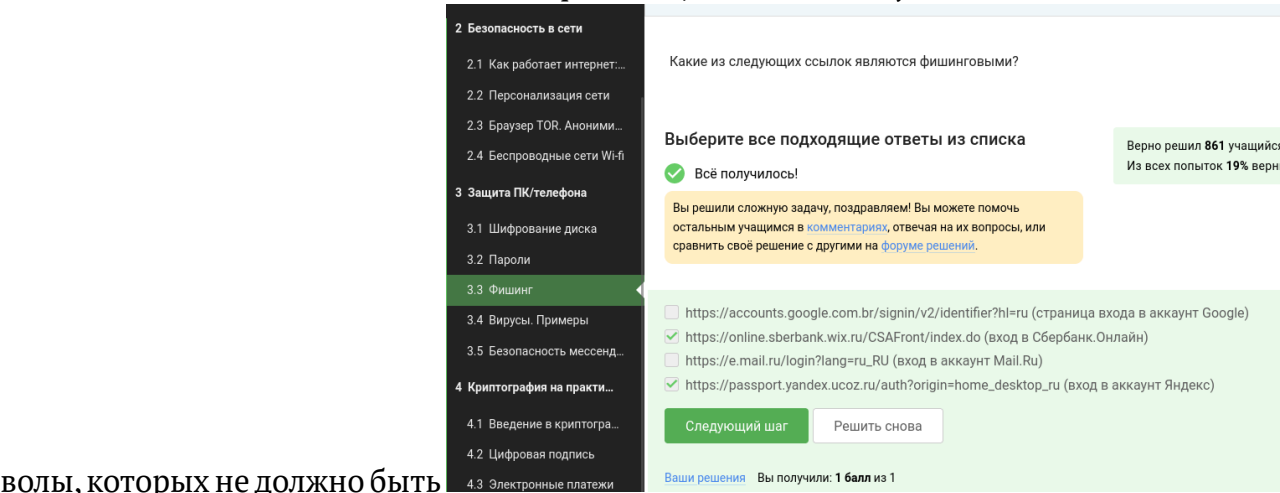 2 Безопасность в сети
2.1 Как работает интернет:...
2.2 Персонализация сети
2.3 Браузер TOR. Аноними...
2.4 Беспроводные сети Wi-fi
3 Защита ПК/телефона
3.1 Шифрование диска
3.2 Пароли
3.3 Фишинг
3.4 Вирусы. Примеры
3.5 Безопасность мессенд...
4 Криптография на практи...
4.1 Введение в криптогра...
4.2 Цифровая подпись
4.3 Электронные платежи
Какие из следующих ссылок являются фишинговыми?
Выберите все подходящие ответы из списка
Всё получилось!
Вы решили сложную задачу, поздравляем! Вы можете помочь
остальным учащимся в комментариях, отвечая на их вопросы, или
сравнить своё решение с другими на форуме решений.
Верно решил 861 учащийся
Из всех попыток 19% верн
https://accounts.google.com.br/signin/v2/identifier?hl=ru (страница входа в аккаунт Google)
https://online.sberbank.wix.ru/CSAFront/index.do (вход в Сбербанк.Онлайн)
https://e.mail.ru/login?lang=ru_RU (вход в аккаунт Mail.Ru)
https://passport.yandex.ucoz.ru/auth?origin=home_desktop_ru (вход в аккаунт Яндекс)
Следующий шаг
Решить снова
Ваши решения Вы получили: 1 балл из 1
волы, которых не должно быть